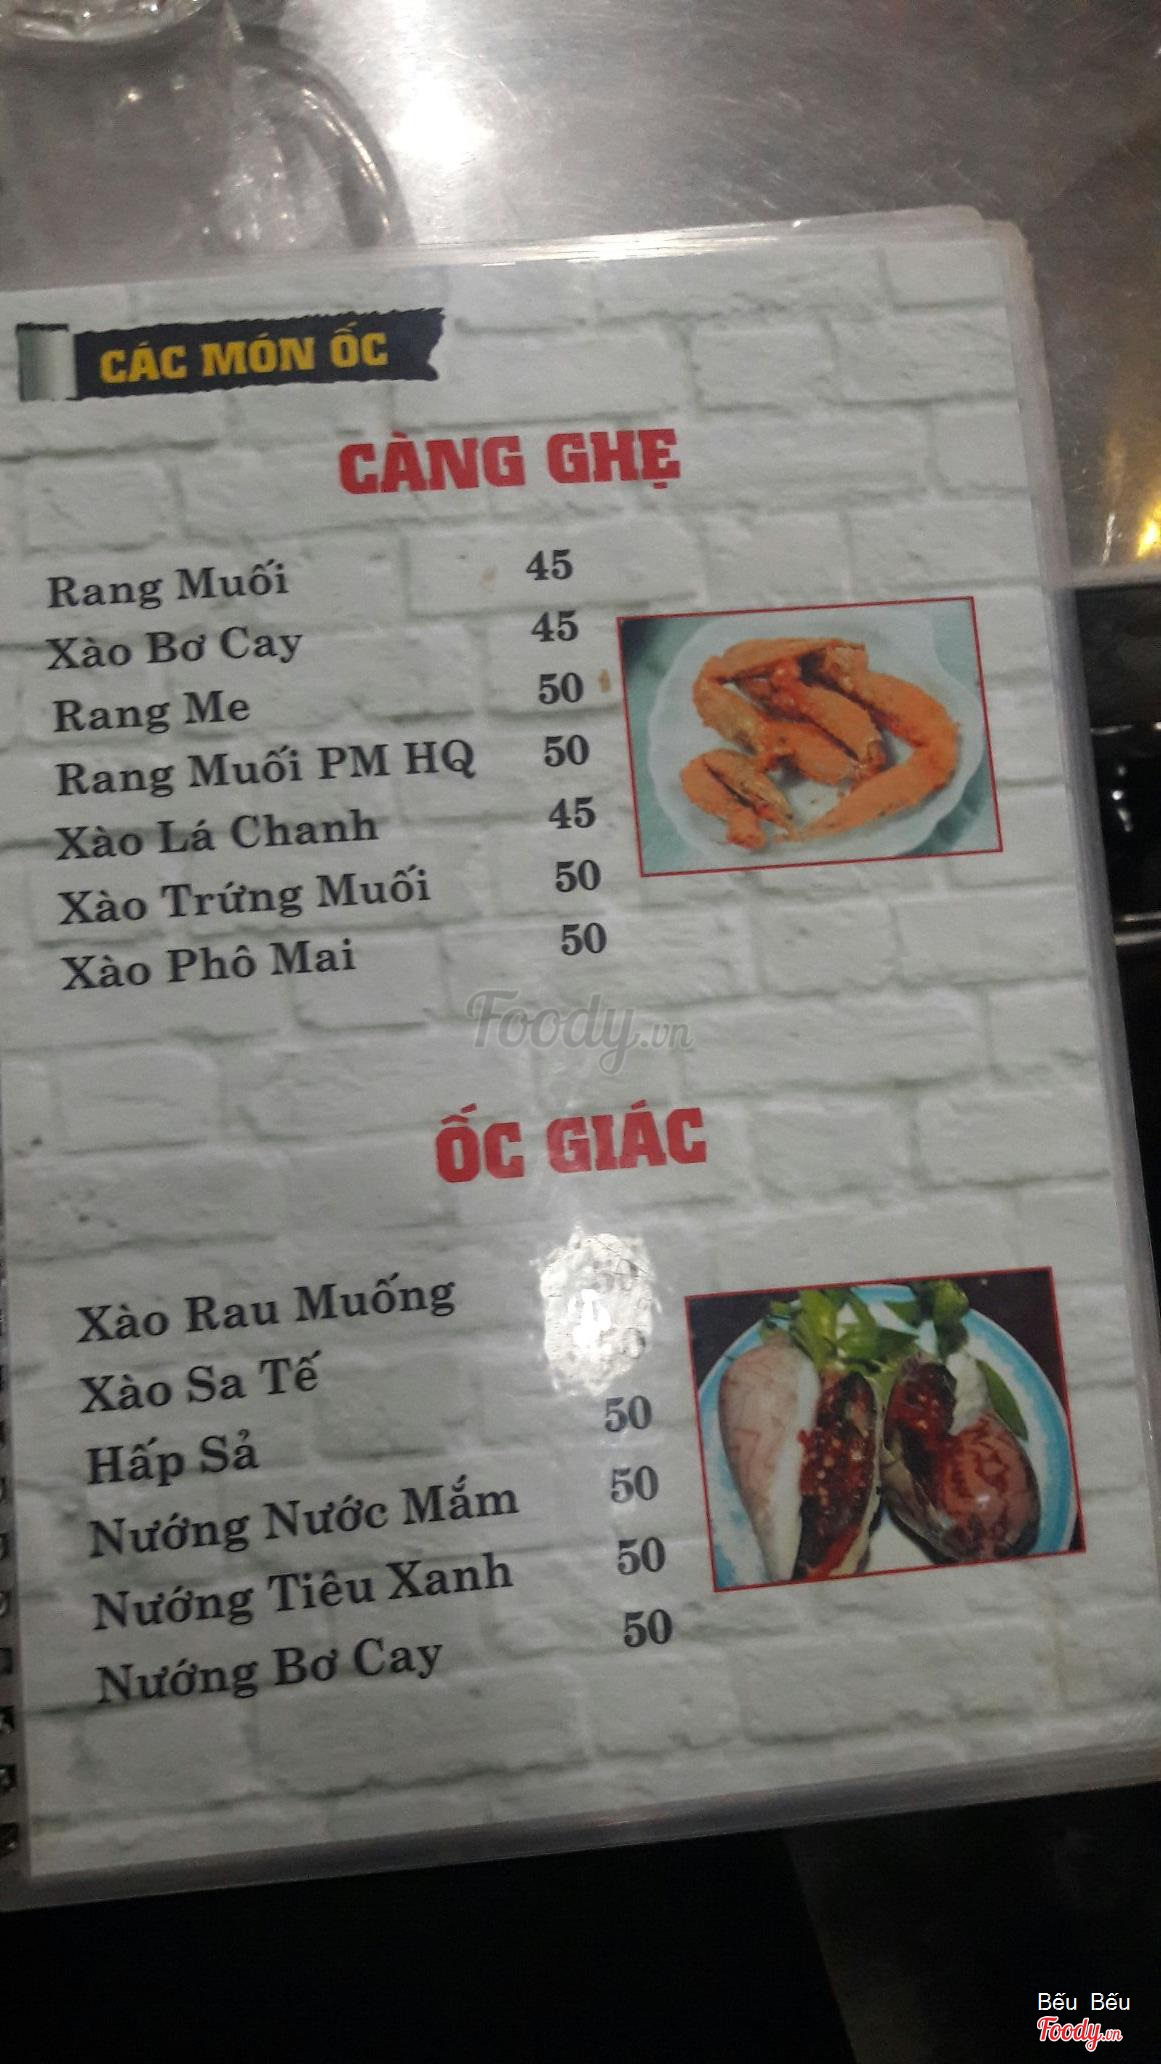 CÁC MÓN ỐC
CÀNG GHẸ
Rang Muối 45
Xào Bơ Cay 45
Rang Me 50
Rang Muối PM HQ 50
Xào Lá Chanh 45
Xào Trứng Muối 50
Xào Phô Mai 50
Foody.vn
ỐC GIÁC
Xào Rau Muống 50
Xào Sa Tế
Hấp Sả 50
Nướng Nước Mắm 50
Nướng Tiêu Xanh 50
Nướng Bơ Cay 50
Bếu Bếu
Foody.vn